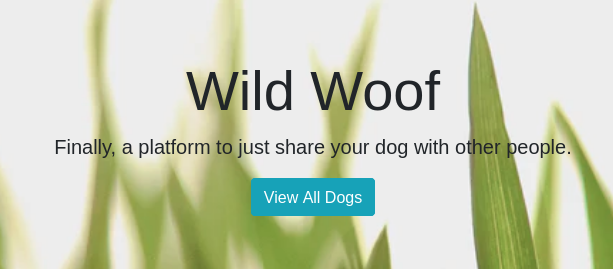 Wild Woof
Finally, a platform to just share your dog with other people.
View All Dogs